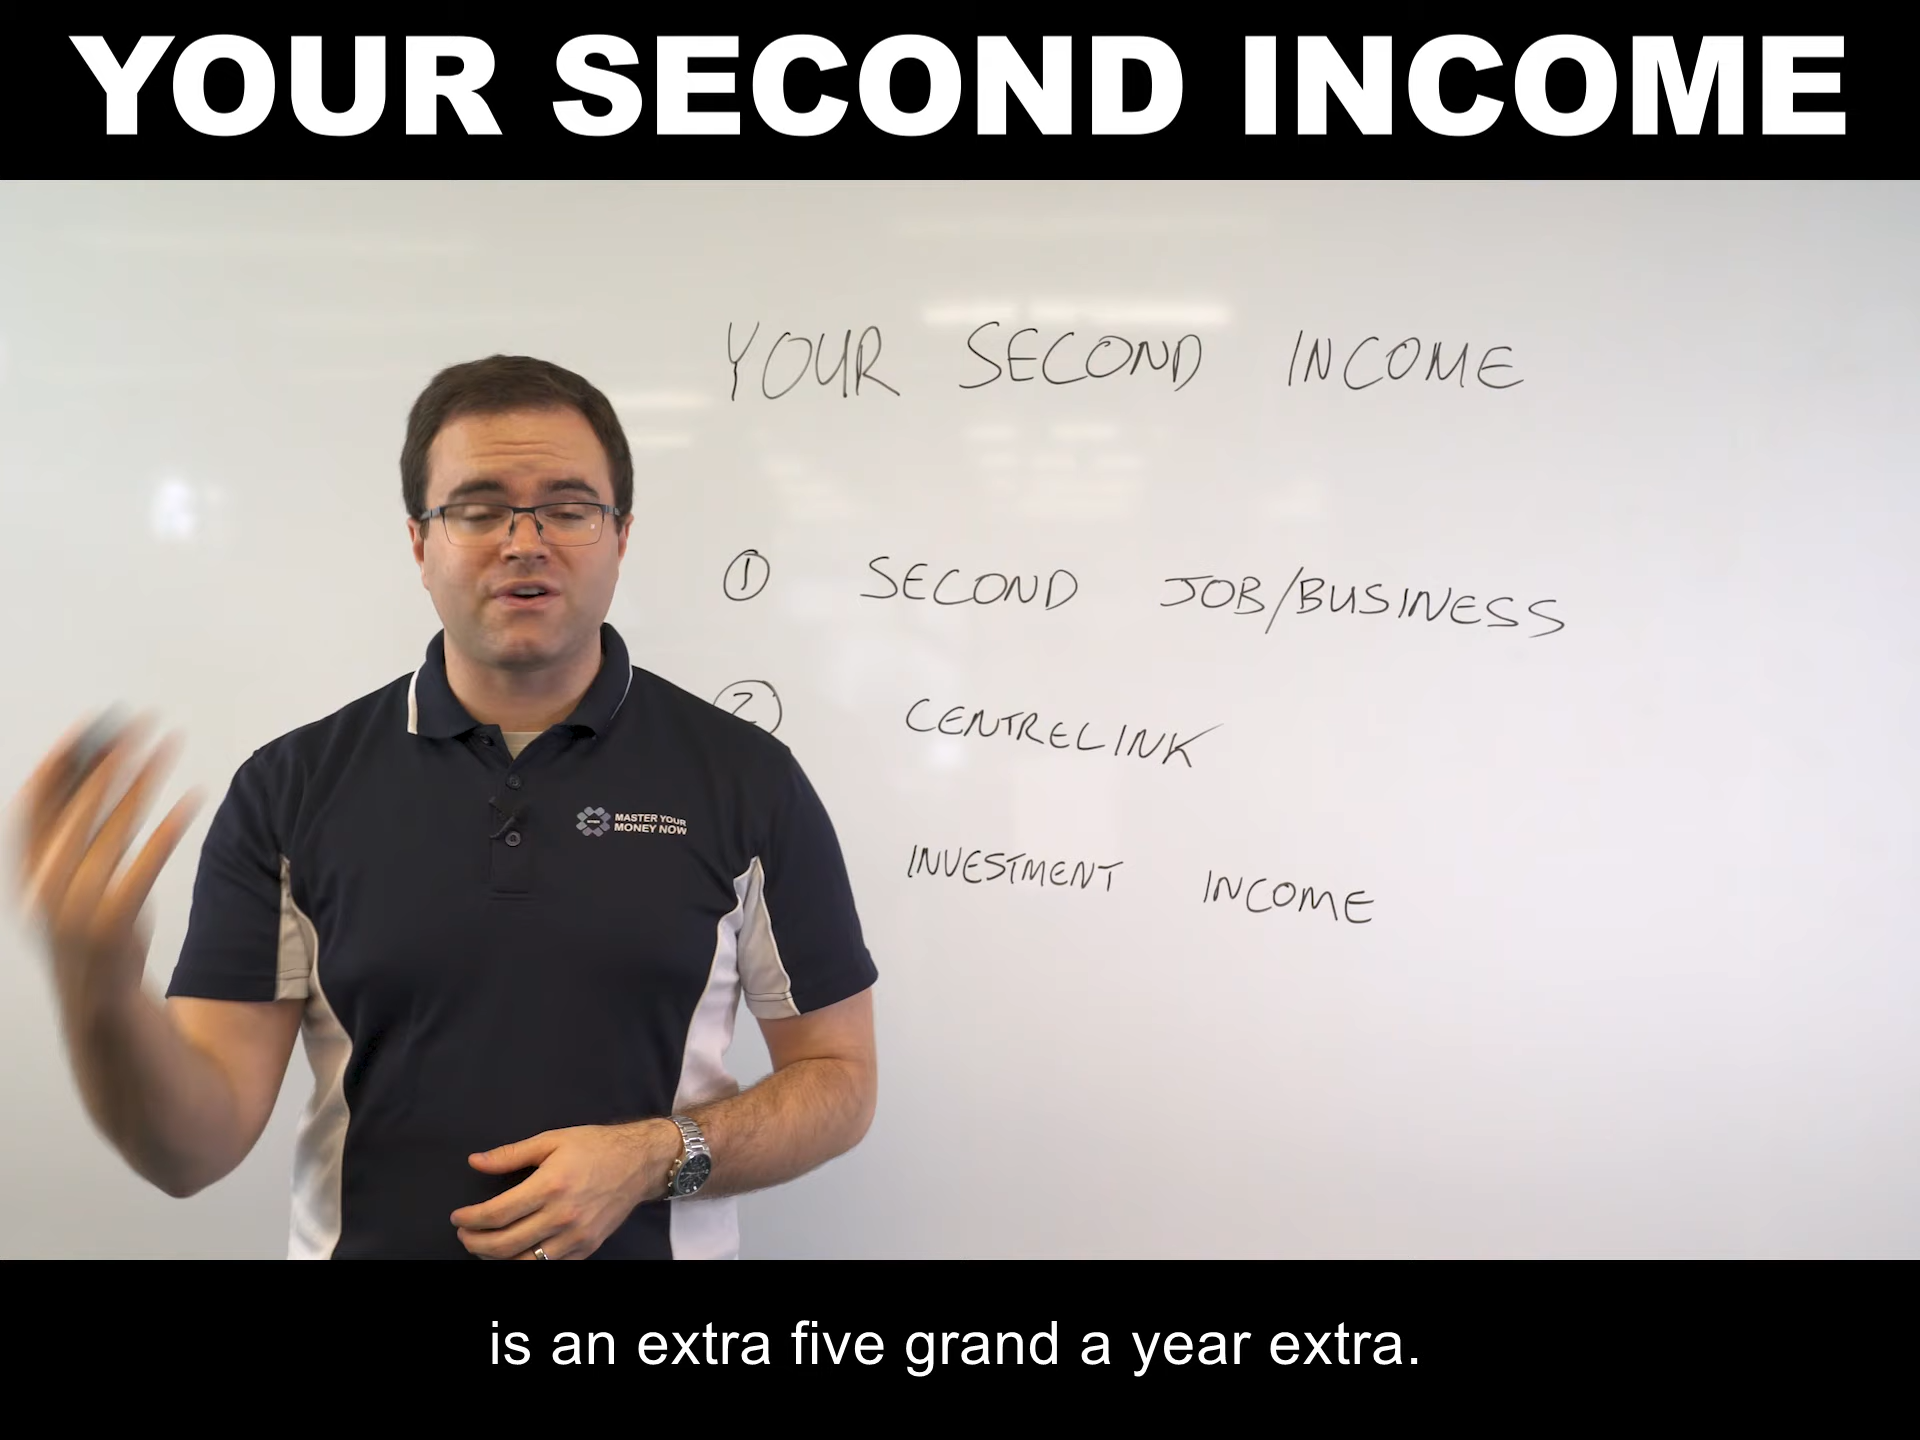 YOUR SECOND INCOME
YOUR SECOND INCOME
1 SECOND JOB/BUSINESS
2 CENTRELINK
MASTER YOUR
MONEY NOW
INVESTMENT INCOME
is an extra five grand a year extra.